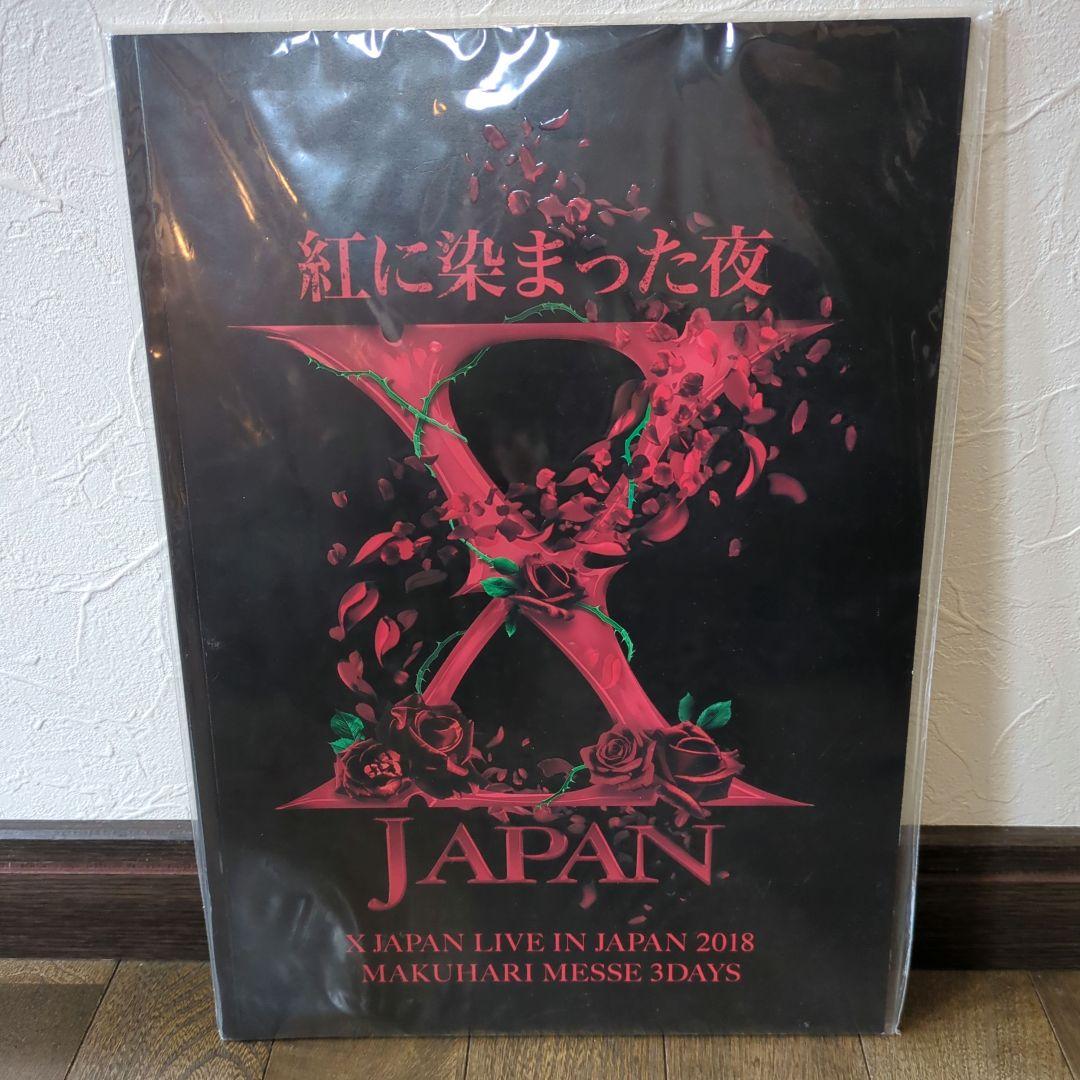 紅に染まった夜
X
JAPAN
X JAPAN LIVE IN JAPAN 2018
MAKUHARI MESSE 3DAYS